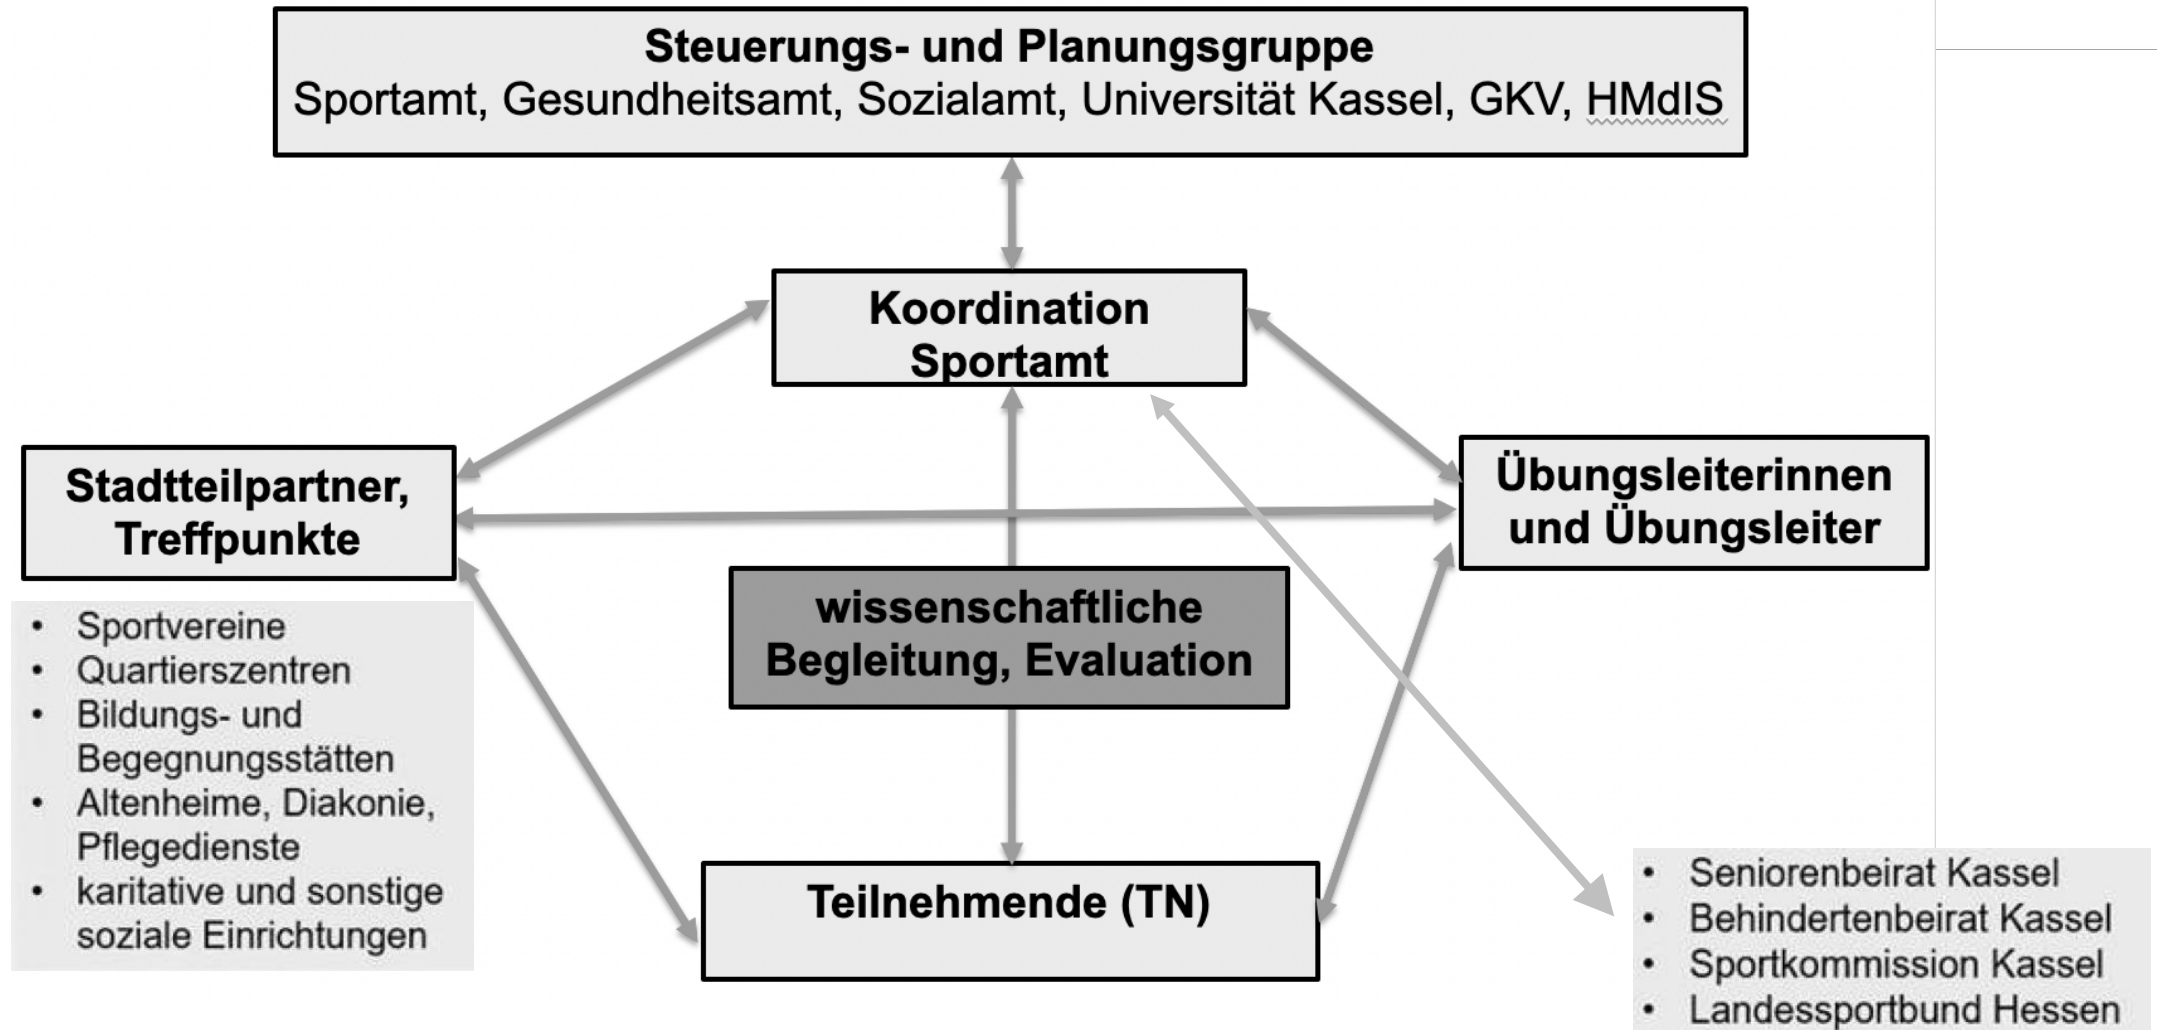 Steuerungs- und Planungsgruppe
Sportamt, Gesundheitsamt, Sozialamt, Universität Kassel, GKV, HMdIS
Koordination
Sportamt
Stadtteilpartner,
Treffpunkte
Übungsleiterinnen
und Übungsleiter
• Sportvereine
• Quartierszentren
• Bildungs- und
Begegnungsstätten
• Altenheime, Diakonie,
Pflegedienste
• karitative und sonstige
soziale Einrichtungen
wissenschaftliche
Begleitung, Evaluation
Teilnehmende (TN)
• Seniorenbeirat Kassel
• Behindertenbeirat Kassel
• Sportkommission Kassel
• Landessportbund Hessen